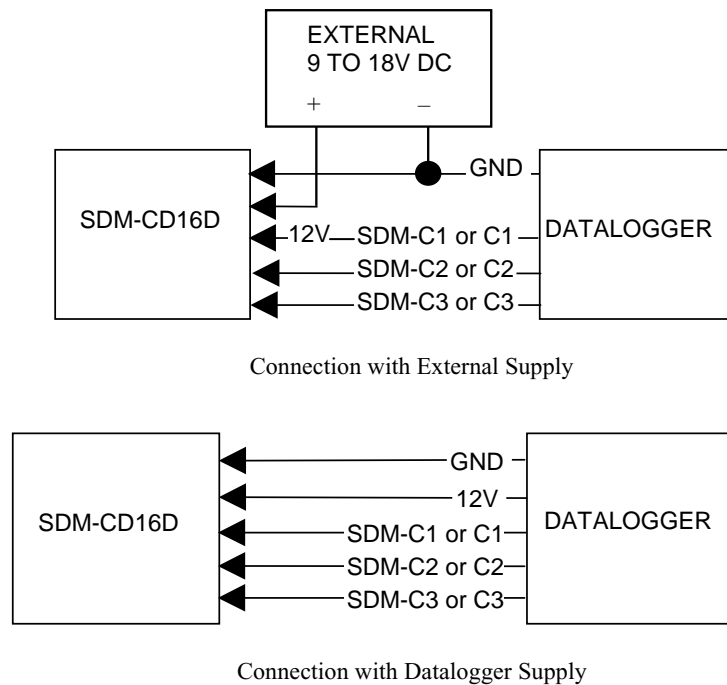 EXTERNAL
9 TO 18V DC
+ –
GND
SDM-CD16D
12V SDM-C1 or C1
DATALOGGER
SDM-C2 or C2
SDM-C3 or C3
Connection with External Supply
GND
12V
SDM-CD16D
DATALOGGER
SDM-C1 or C1
SDM-C2 or C2
SDM-C3 or C3
Connection with Datalogger Supply